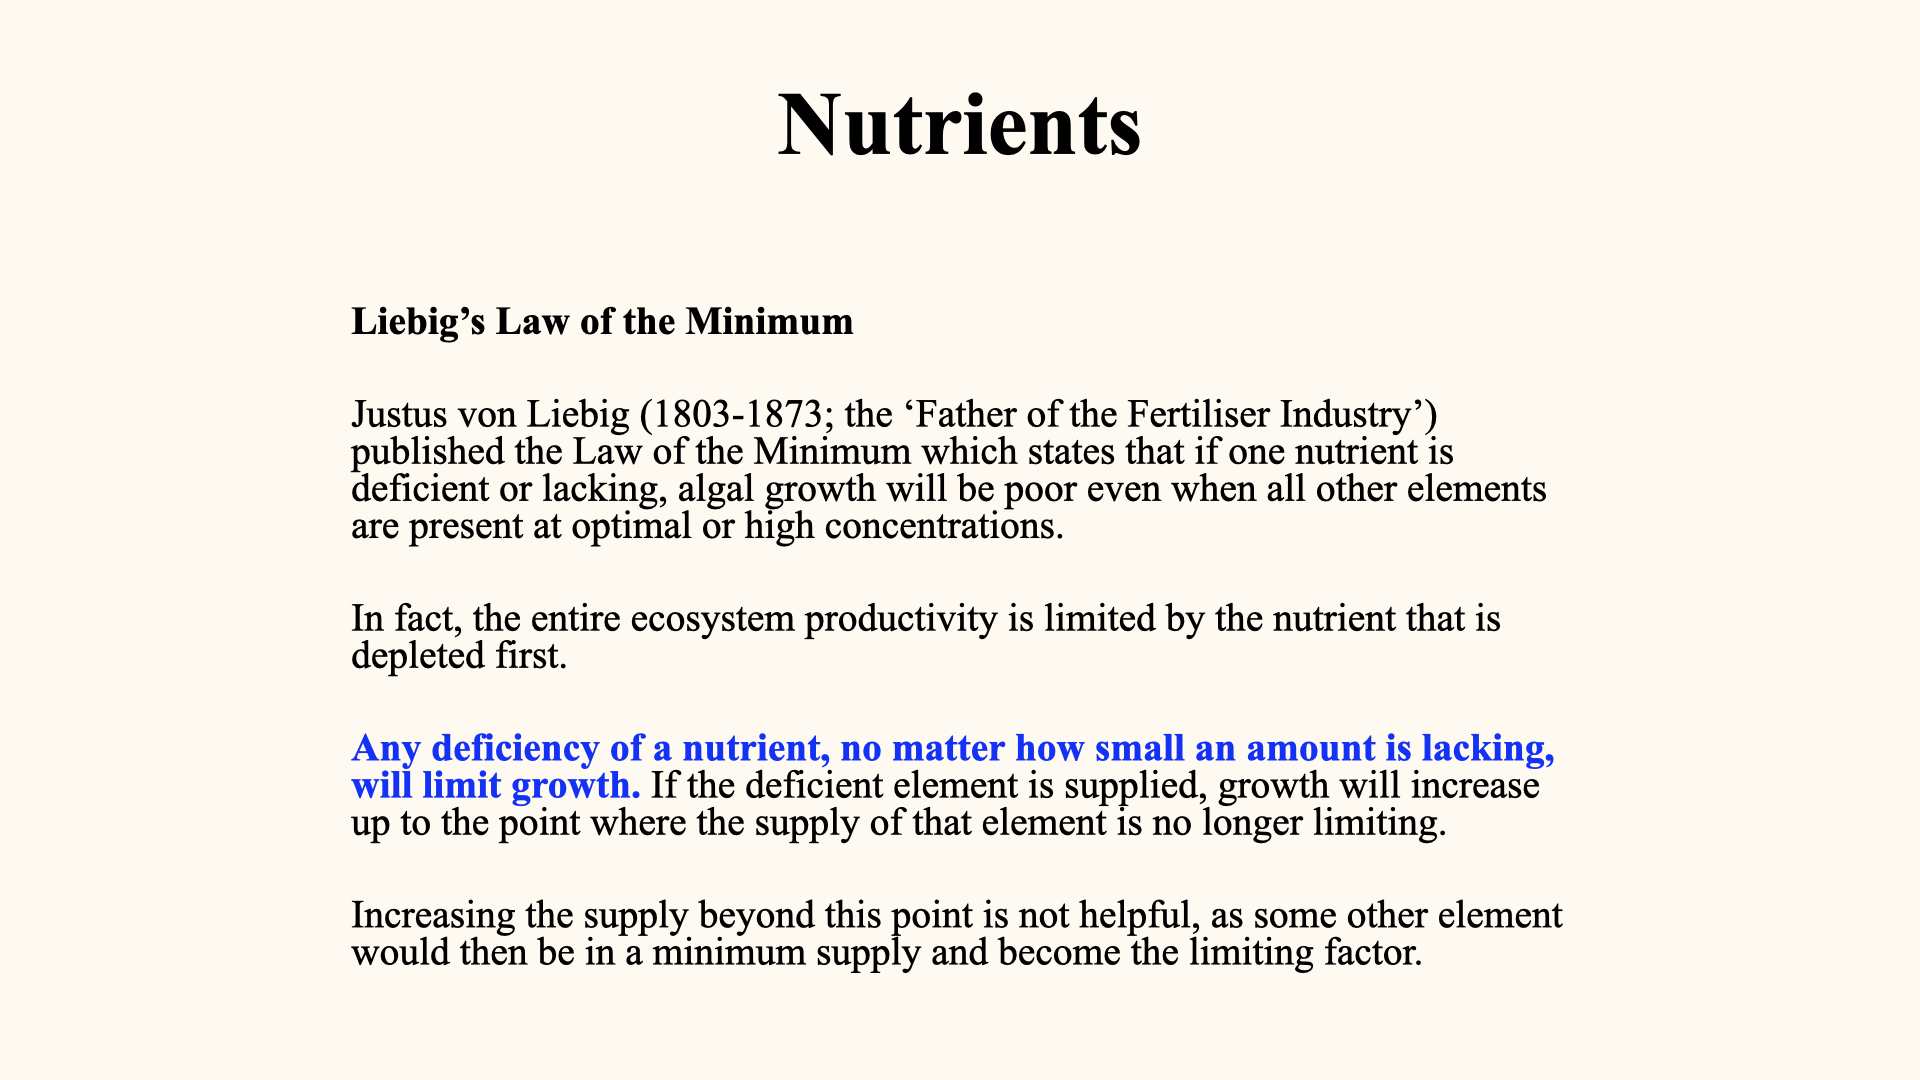 Nutrients
Liebig’s Law of the Minimum
Justus von Liebig (1803-1873; the ‘Father of the Fertiliser Industry’)
published the Law of the Minimum which states that if one nutrient is
deficient or lacking, algal growth will be poor even when all other elements
are present at optimal or high concentrations.
In fact, the entire ecosystem productivity is limited by the nutrient that is
depleted first.
Any deficiency of a nutrient, no matter how small an amount is lacking,
will limit growth. If the deficient element is supplied, growth will increase
up to the point where the supply of that element is no longer limiting.
Increasing the supply beyond this point is not helpful, as some other element
would then be in a minimum supply and become the limiting factor.